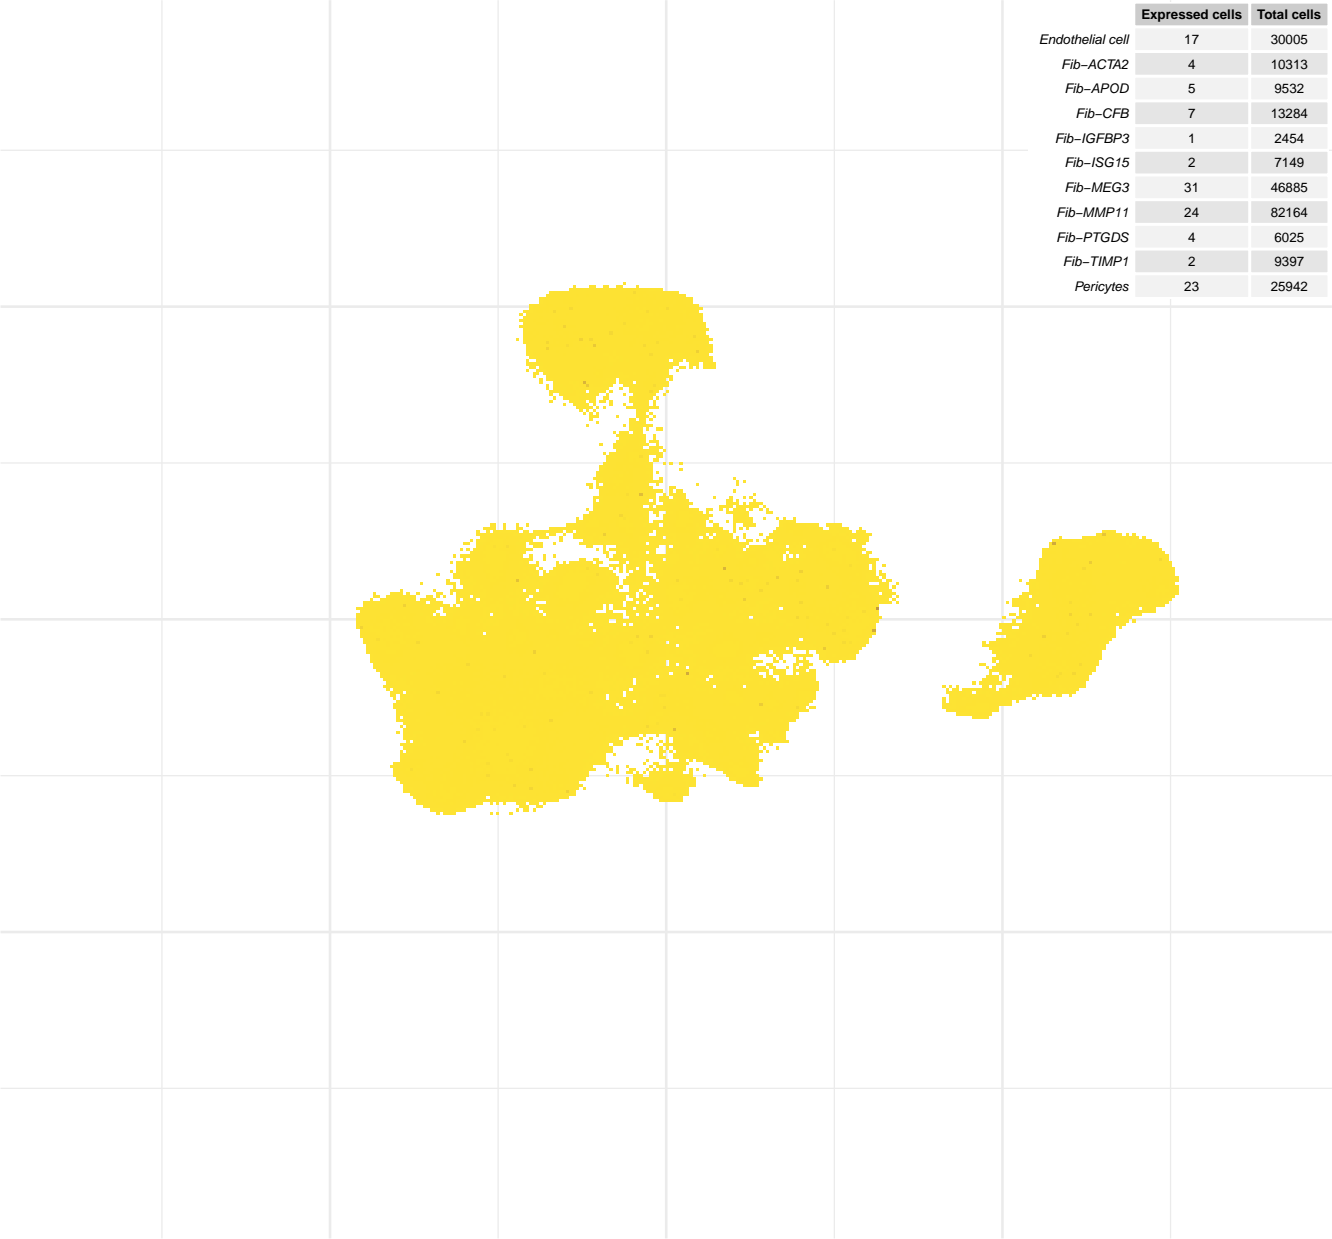 Expressed cells Total cells
Endothelial cell 17 30005
Fib−ACTA2 4 10313
Fib−APOD 5 9532
Fib−CFB 7 13284
Fib−IGFBP3 1 2454
Fib−ISG15 2 7149
Fib−MEG3 31 46885
Fib−MMP11 24 82164
Fib−PTGDS 4 6025
Fib−TIMP1 2 9397
Pericytes 23 25942